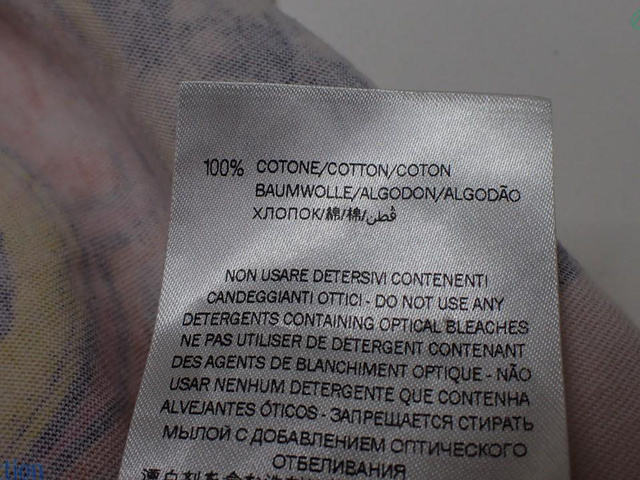 100% COTONE/COTTON/COTON
BAUMWOLLE/ALGODON/ALGODÃO
ХЛОПОК/綿/棉/قطن
NON USARE DETERSIVI CONTENENTI
CANDEGGIANTI OTTICI - DO NOT USE ANY
DETERGENTS CONTAINING OPTICAL BLEACHES
NE PAS UTILISER DE DETERGENT CONTENANT
DES AGENTS DE BLANCHIMENT OPTIQUE - NÃO
USAR NENHUM DETERGENTE QUE CONTENHA
ALVEJANTES ÓTICOS - ЗАПРЕЩАЕТСЯ СТИРАТЬ
МЫЛОЙ С ДОБАВЛЕНИЕМ ОПТИЧЕСКОГО
ОТБЕЛИВАНИЯ